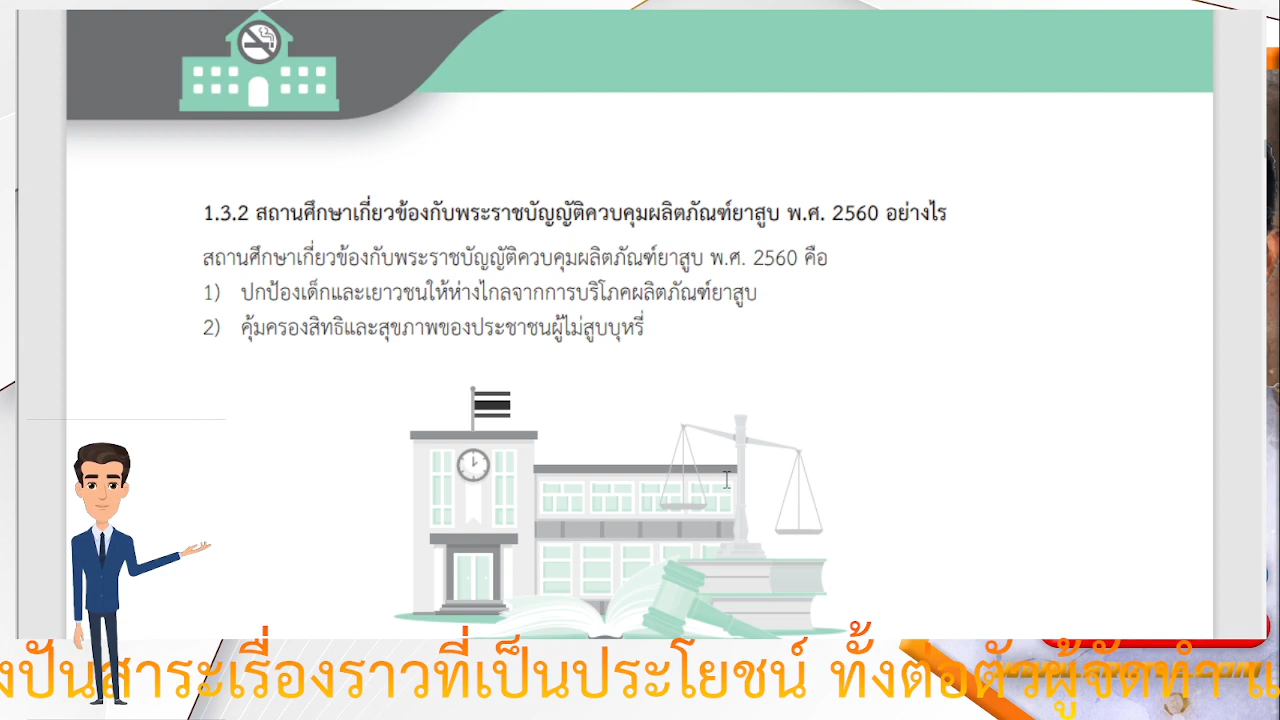 1.3.2 สถานศึกษาเกี่ยวข้องกับพระราชบัญญัติควบคุมผลิตภัณฑ์ยาสูบ พ.ศ. 2560 อย่างไร
สถานศึกษาเกี่ยวข้องกับพระราชบัญญัติควบคุมผลิตภัณฑ์ยาสูบ พ.ศ. 2560 คือ
1) ปกป้องเด็กและเยาวชนให้ห่างไกลจากการบริโภคผลิตภัณฑ์ยาสูบ
2) คุ้มครองสิทธิและสุขภาพของประชาชนผู้ไม่สูบบุหรี่
งปันสาระเรื่องราวที่เป็นประโยชน์ ทั้งต่อตัวผู้จัดทำ แ